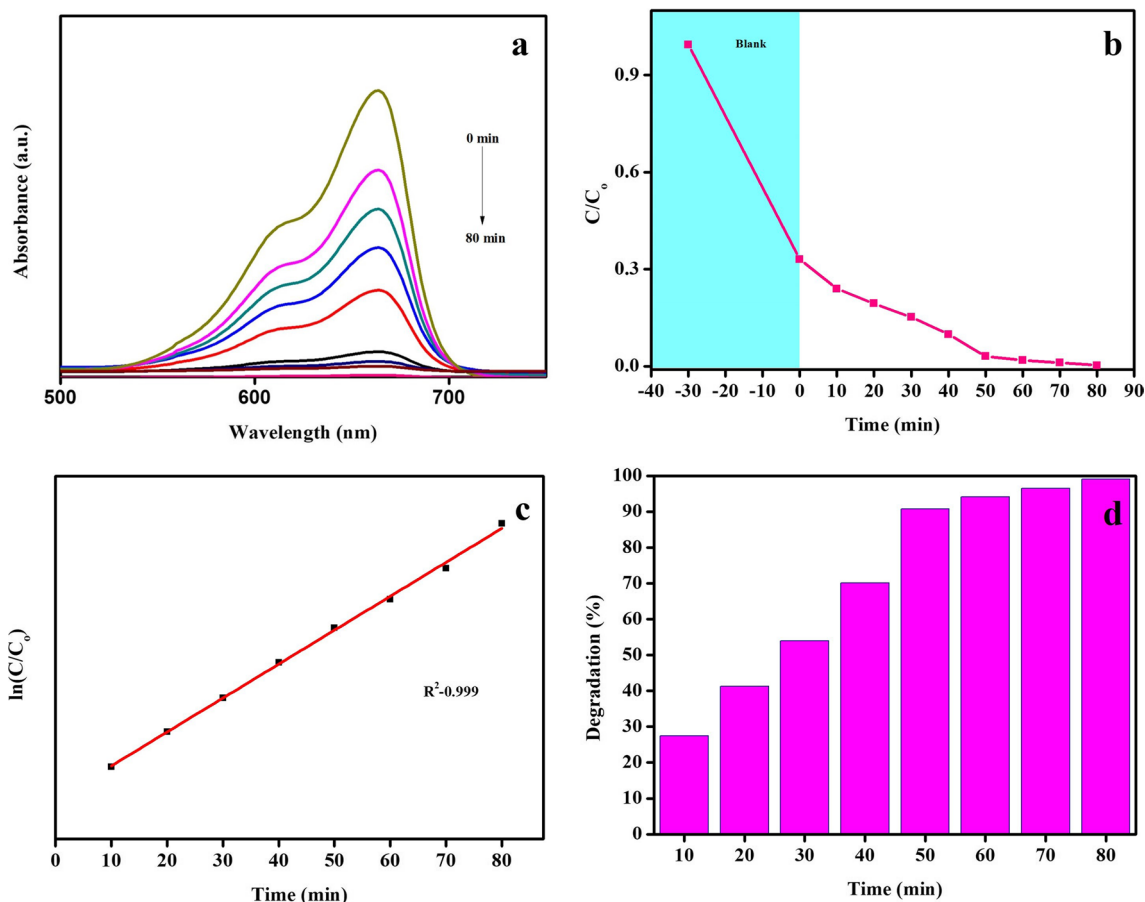 a
Absorbance (a.u.)
0 min
80 min
500 600 700
Wavelength (nm)
b
Blank
C/Co
0.9
0.6
0.3
0.0
-40 -30 -20 -10 0 10 20 30 40 50 60 70 80 90
Time (min)
c
ln(C/Co)
R²-0.999
0 10 20 30 40 50 60 70 80
Time (min)
d
Degradation (%)
100
90
80
70
60
50
40
30
20
10
0
10 20 30 40 50 60 70 80
Time (min)